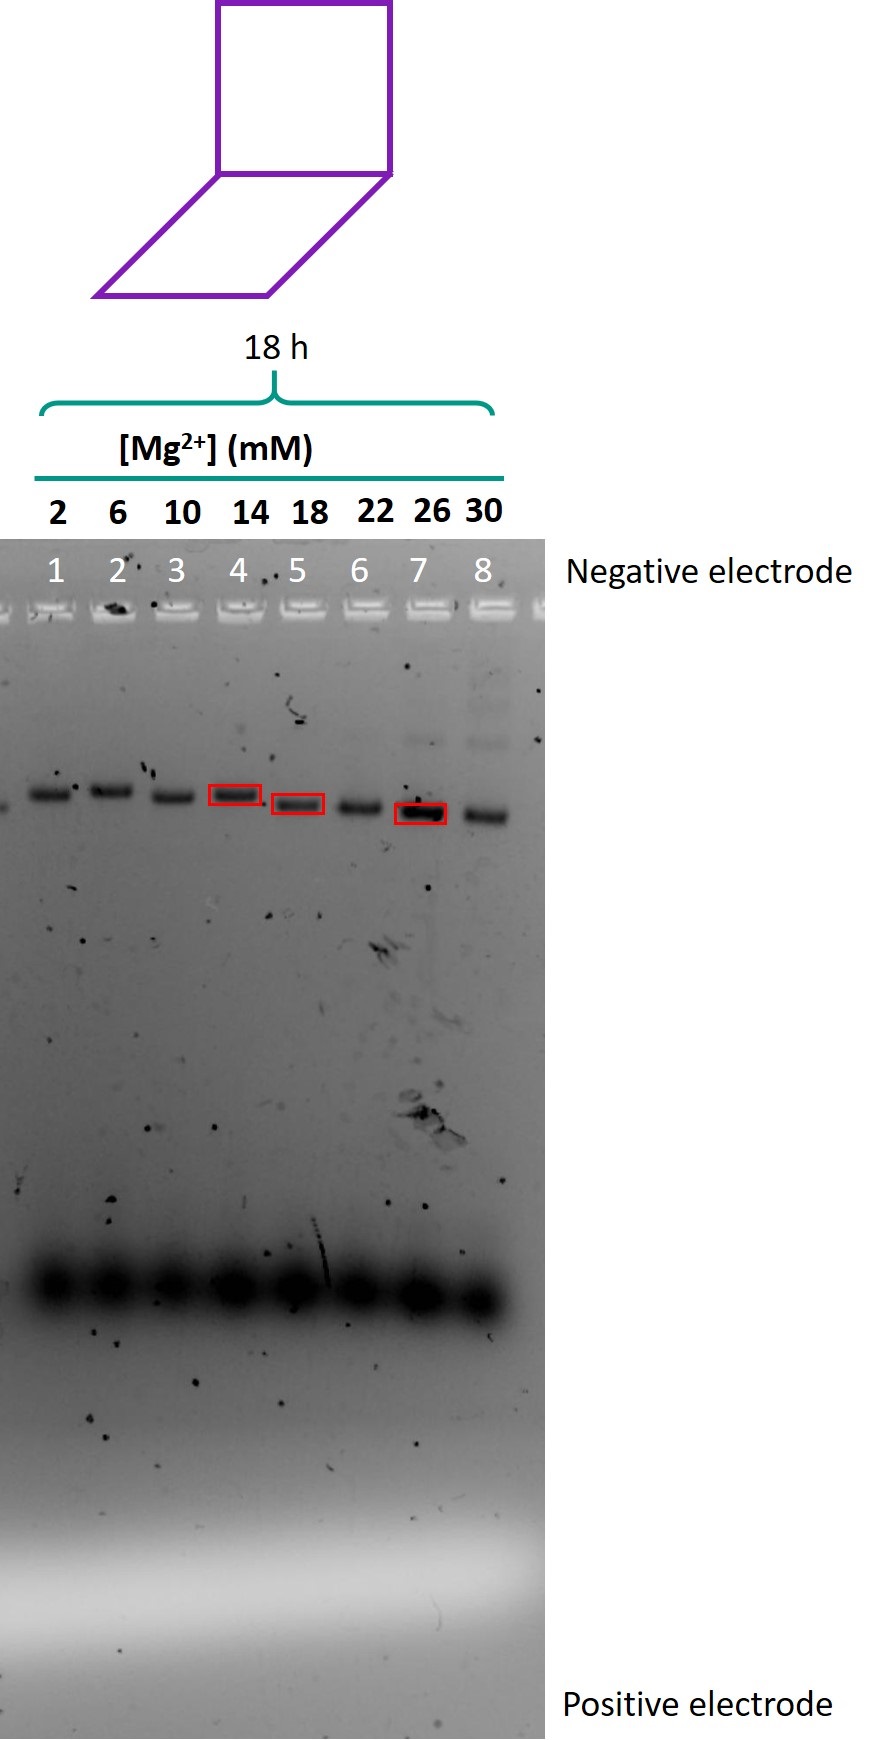 18 h
[Mg²⁺] (mM)
2 6 10 14 18 22 26 30
1 2 3 4 5 6 7 8
Negative electrode
Positive electrode